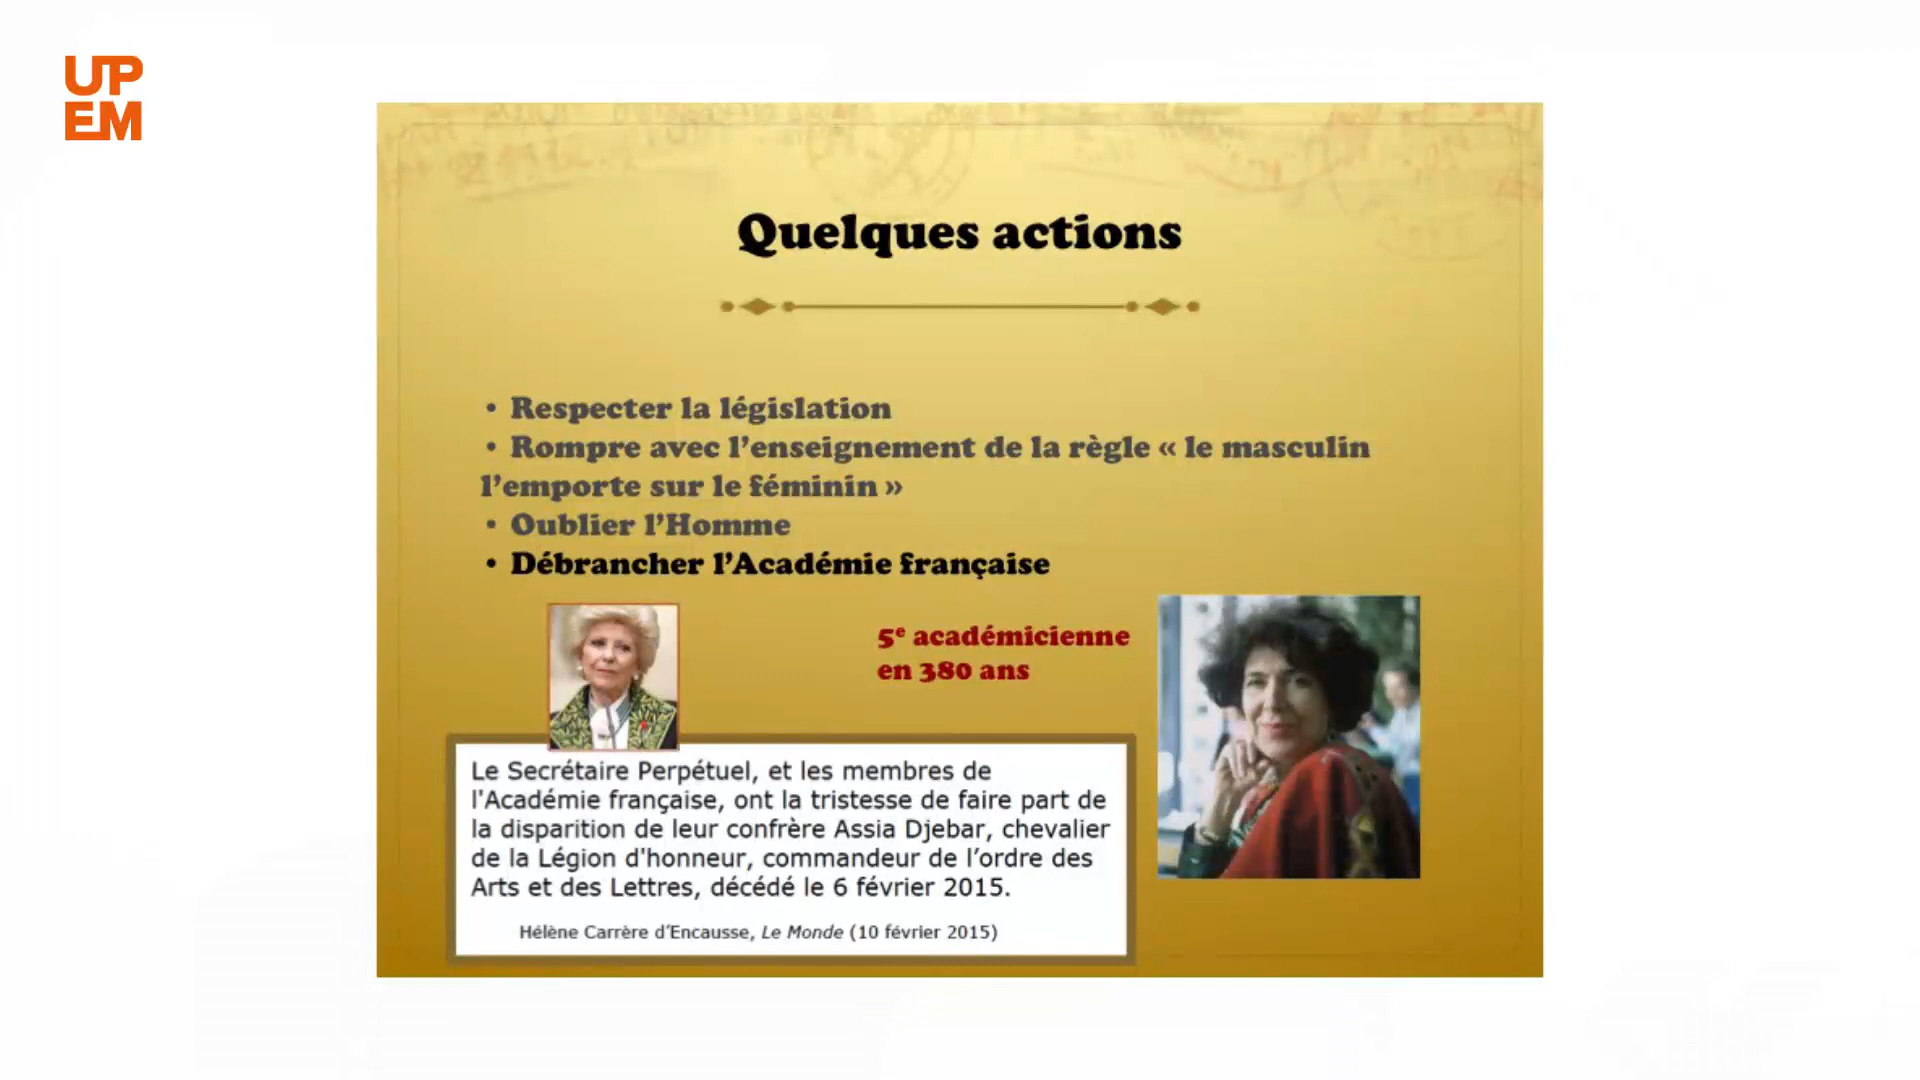 UP
EM
Quelques actions
• Respecter la législation
• Rompre avec l’enseignement de la règle « le masculin
l’emporte sur le féminin »
• Oublier l’Homme
• Débrancher l’Académie française
5e académicienne
en 380 ans
Le Secrétaire Perpétuel, et les membres de
l'Académie française, ont la tristesse de faire part de
la disparition de leur confrère Assia Djebar, chevalier
de la Légion d'honneur, commandeur de l’ordre des
Arts et des Lettres, décédé le 6 février 2015.
Hélène Carrère d’Encausse, Le Monde (10 février 2015)